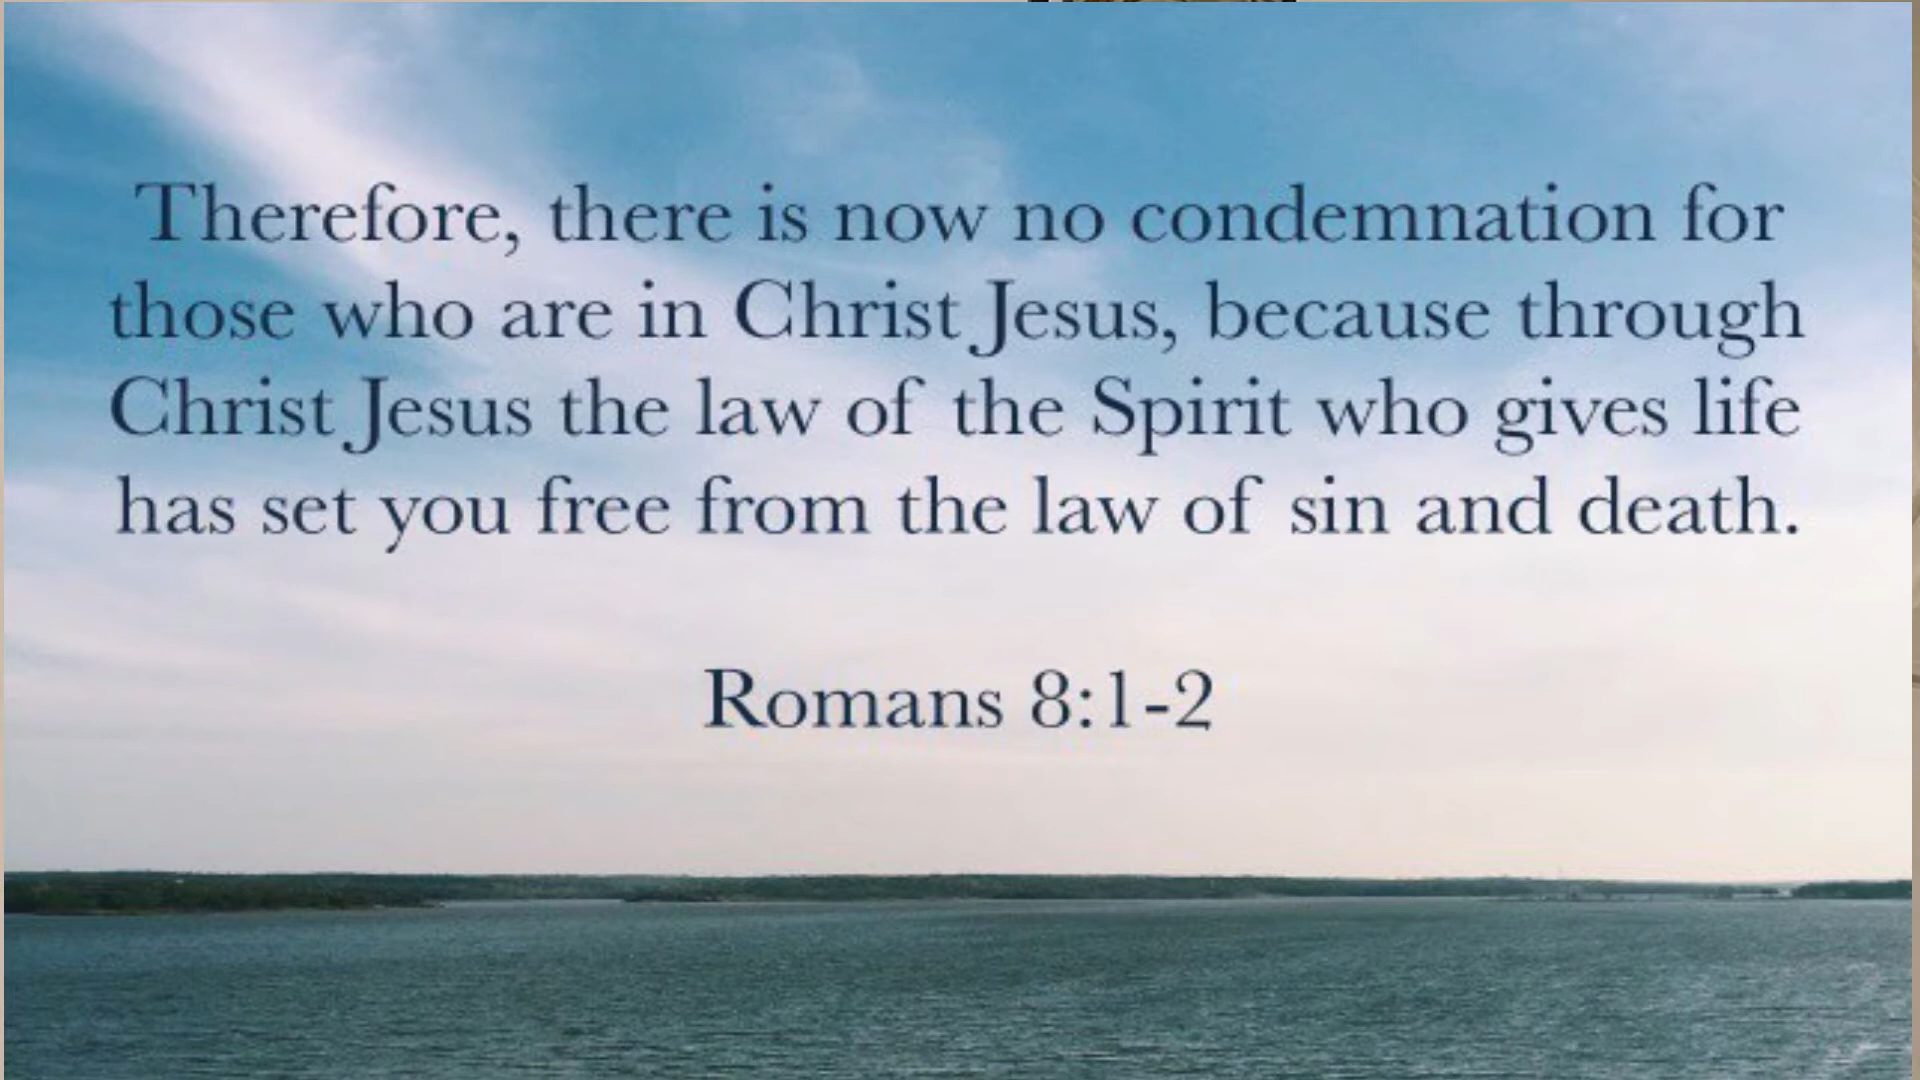 Therefore, there is now no condemnation for
those who are in Christ Jesus, because through
Christ Jesus the law of the Spirit who gives life
has set you free from the law of sin and death.
Romans 8:1-2